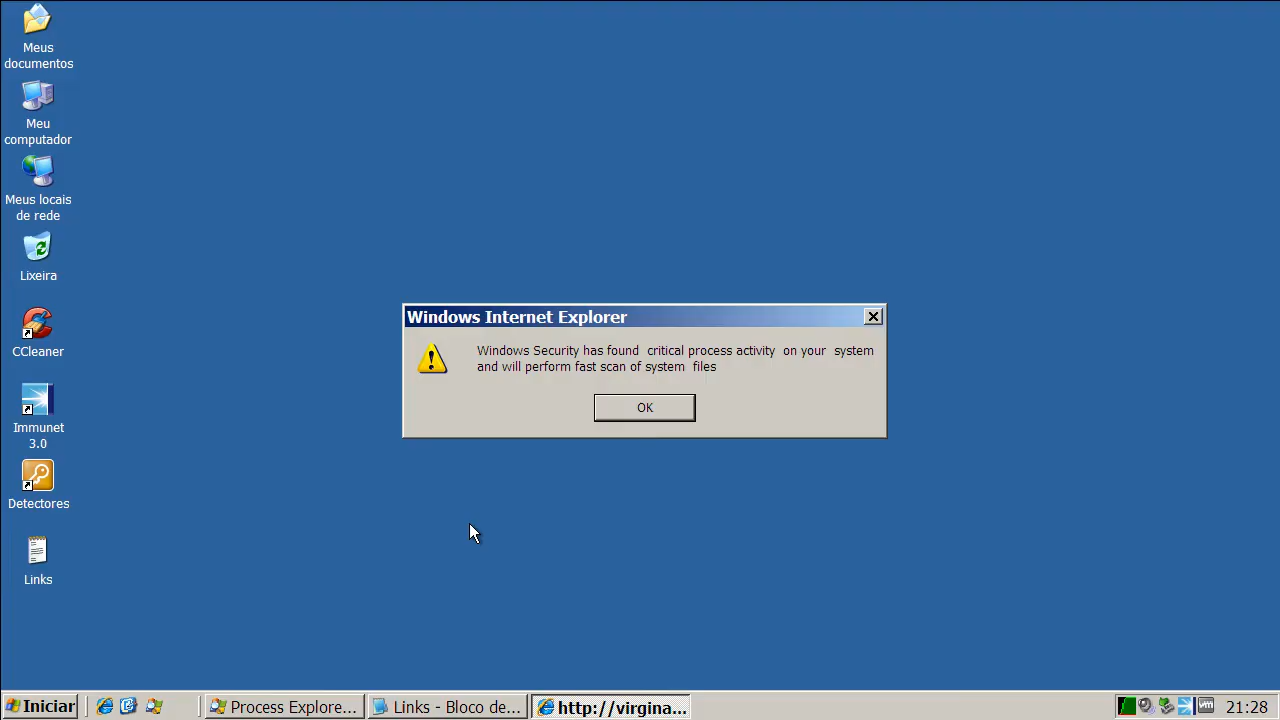 Meus
documentos
Meu
computador
Meus locais
de rede
Lixeira
CCleaner
Immunet
3.0
Detectores
Links
Windows Internet Explorer
Windows Security has found  critical process activity  on your  system
and will perform fast scan of system  files
OK
Iniciar
Process Explore...
Links - Bloco de...
http://virgina...
vm
21:28